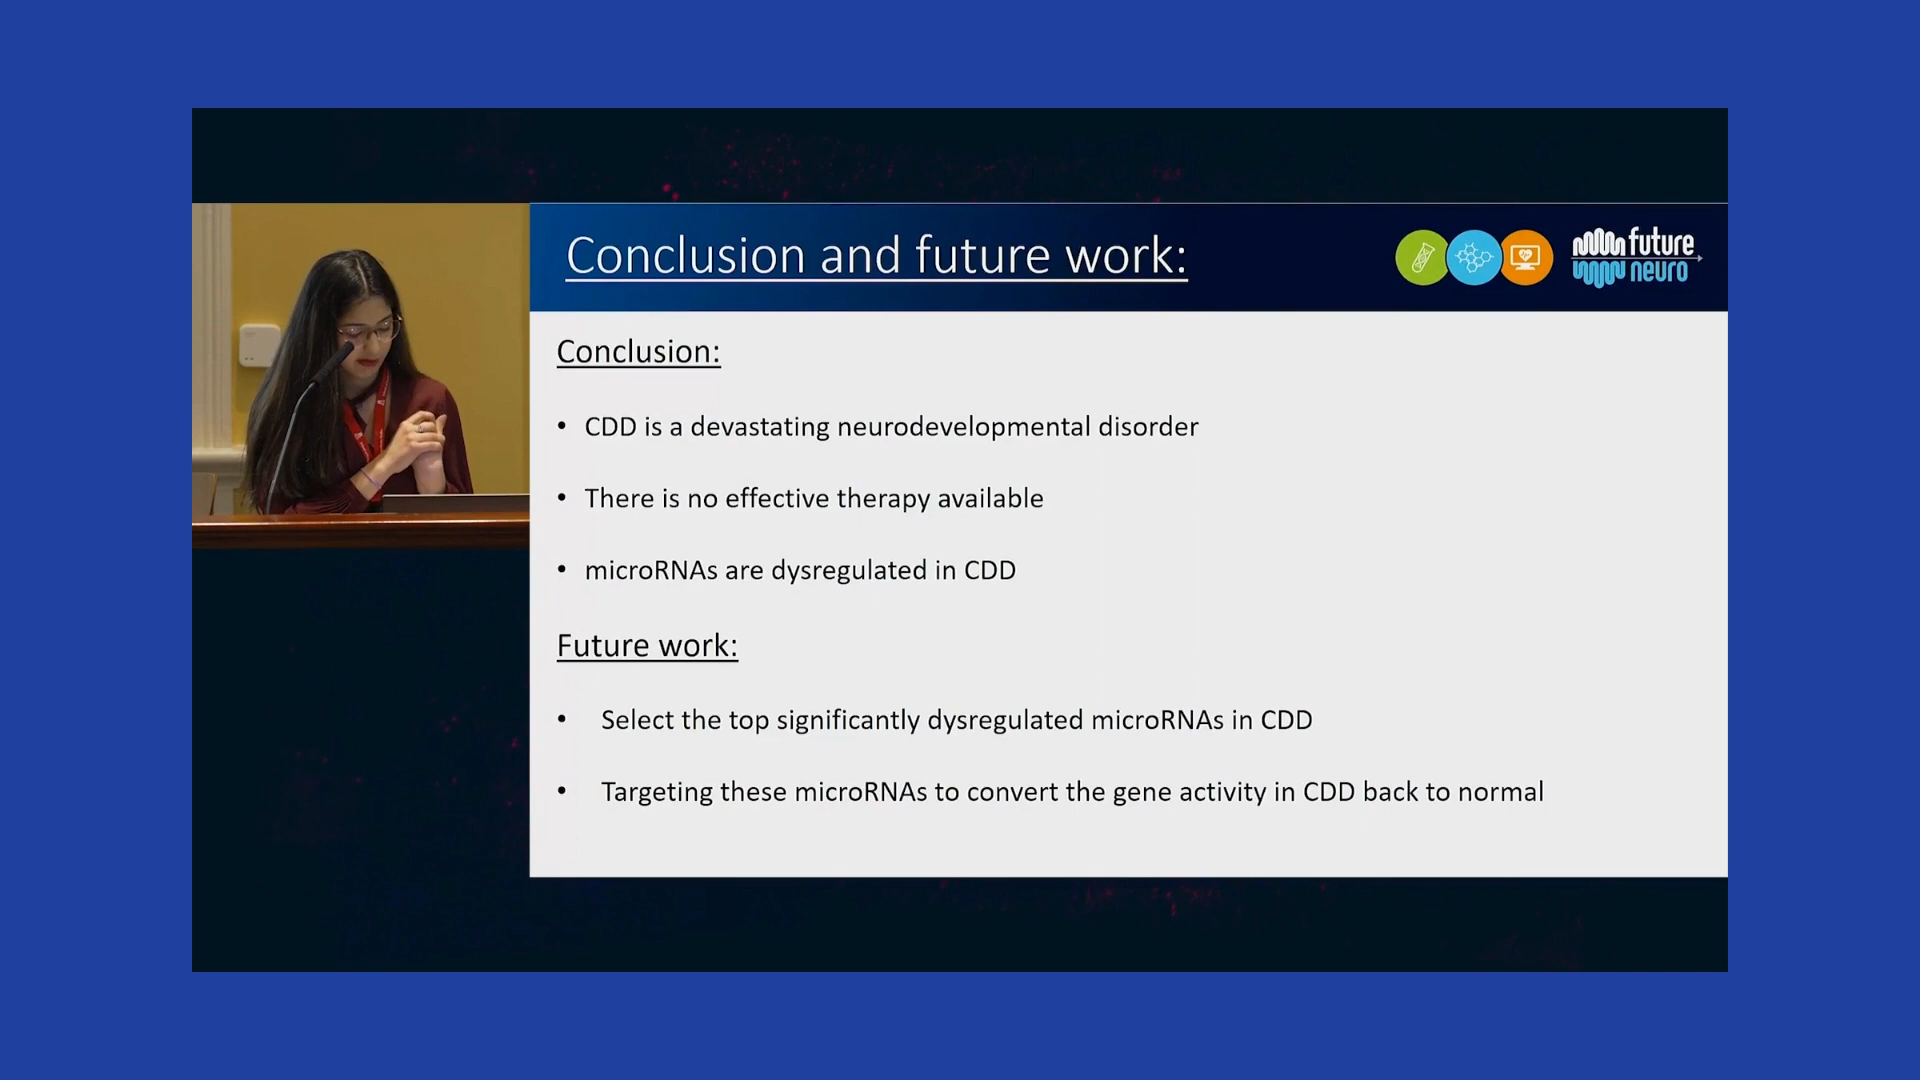 Conclusion and future work:
future
neuro
Conclusion:
• CDD is a devastating neurodevelopmental disorder
• There is no effective therapy available
• microRNAs are dysregulated in CDD
Future work:
• Select the top significantly dysregulated microRNAs in CDD
• Targeting these microRNAs to convert the gene activity in CDD back to normal